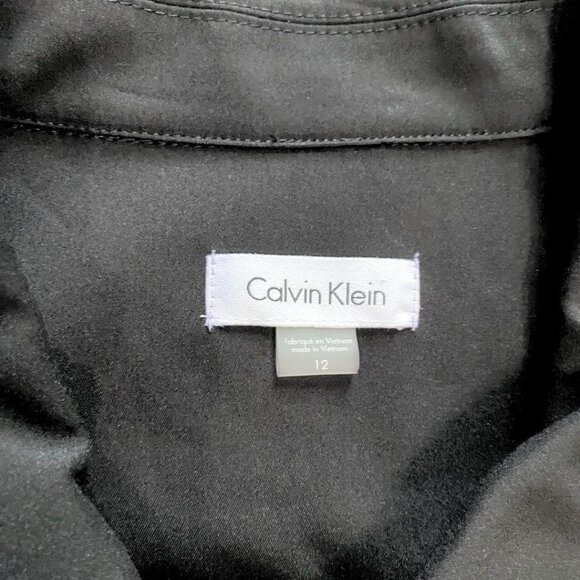 Calvin Klein
fabriqué en Vietnam
made in Vietnam
12